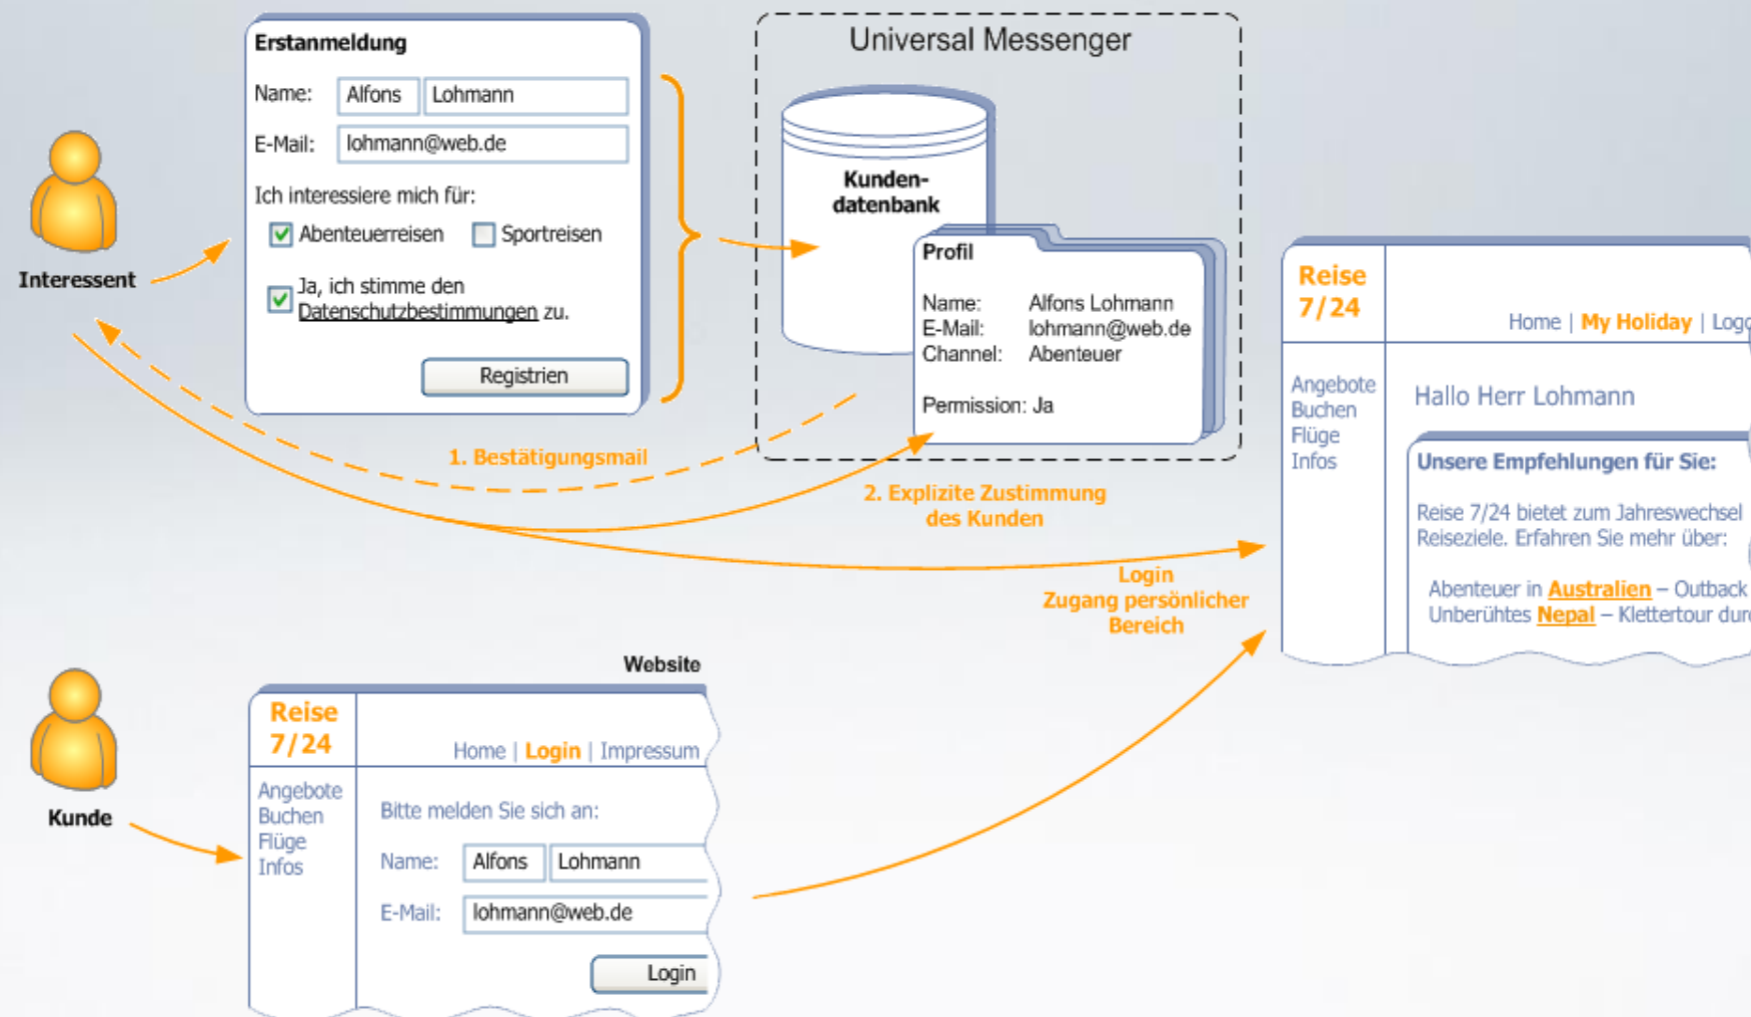 Erstanmeldung
Name: Alfons Lohmann
E-Mail: lohmann@web.de
Ich interessiere mich für:
Abenteuerreisen Sportreisen
Ja, ich stimme den
Datenschutzbestimmungen zu.
Registrien
Interessent
Universal Messenger
Kunden-
datenbank
Profil
Name: Alfons Lohmann
E-Mail: lohmann@web.de
Channel: Abenteuer
Permission: Ja
1. Bestätigungsmail
2. Explizite Zustimmung
des Kunden
Login
Zugang persönlicher
Bereich
Reise
7/24
Home | My Holiday |
Angebote
Buchen
Flüge
Infos
Hallo Herr Lohmann
Unsere Empfehlungen für Sie:
Reise 7/24 bietet zum Jahreswechsel
Reiseziele. Erfahren Sie mehr über:
Abenteuer in Australien – Outback
Unberühtes Nepal – Klettertour
Kunde
Website
Reise
7/24
Home | Login | Impressum
Angebote
Buchen
Flüge
Infos
Bitte melden Sie sich an:
Name: Alfons Lohmann
E-Mail: lohmann@web.de
Login